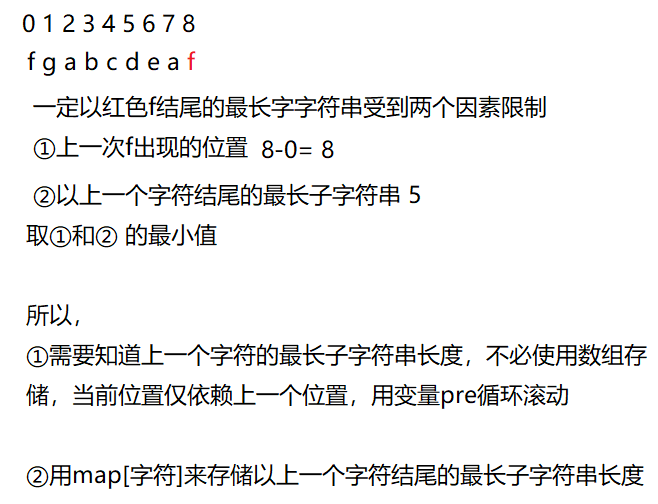 0 1 2 3 4 5 6 7 8
f g a b c d e a f
一定以红色f结尾的最长字字符串受到两个因素限制
①上一次f出现的位置 8-0= 8
②以上一个字符结尾的最长子字符串 5
取①和② 的最小值
所以，
①需要知道上一个字符的最长子字符串长度，不必使用数组存
储，当前位置仅依赖上一个位置，用变量pre循环滚动
②用map[字符]来存储以上一个字符结尾的最长子字符串长度